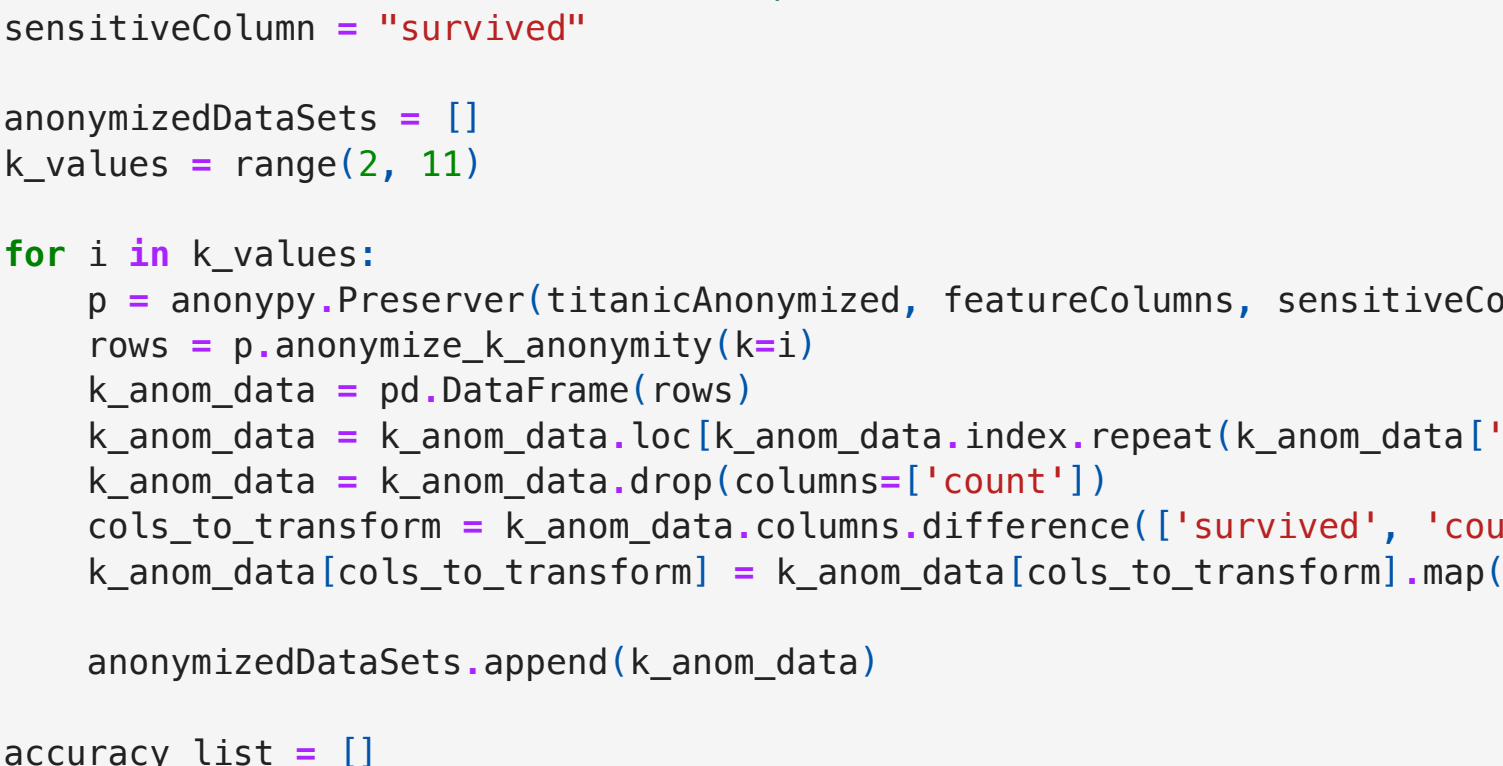 sensitiveColumn = "survived"

anonymizedDataSets = []
k_values = range(2, 11)

for i in k_values:
    p = anonypy.Preserver(titanicAnonymized, featureColumns, sensitiveCo
    rows = p.anonymize_k_anonymity(k=i)
    k_anom_data = pd.DataFrame(rows)
    k_anom_data = k_anom_data.loc[k_anom_data.index.repeat(k_anom_data['
    k_anom_data = k_anom_data.drop(columns=['count'])
    cols_to_transform = k_anom_data.columns.difference(['survived', 'cou
    k_anom_data[cols_to_transform] = k_anom_data[cols_to_transform].map(

    anonymizedDataSets.append(k_anom_data)

accuracy_list = []